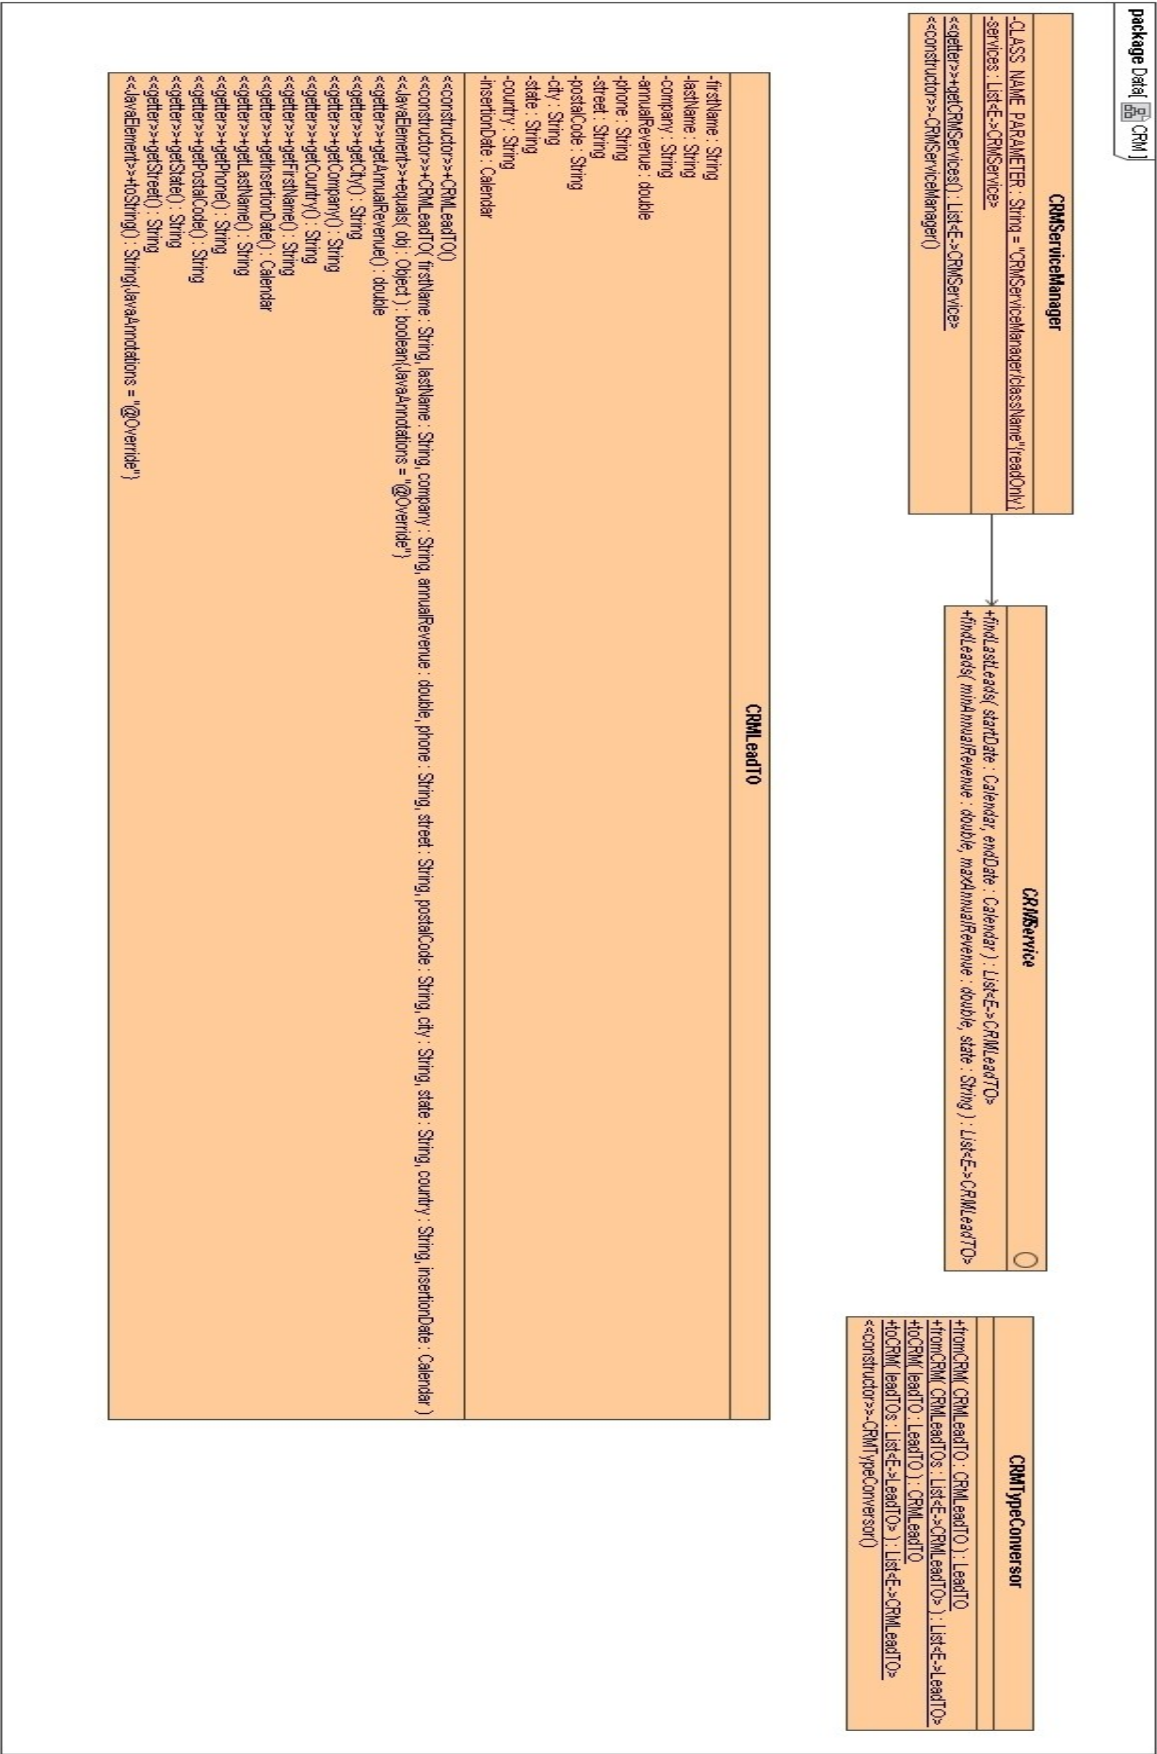 package Data[ CRM ]
CRMServiceManager
-CLASS_NAME_PARAMETER : String = "CRMServiceManager/className"{readOnly}
-services : List<E->CRMService>
<<getter>>+getCRMServices() : List<E->CRMService>
<<constructor>>-CRMServiceManager()
CRMService
+findLastLeads( startDate : Calendar, endDate : Calendar ) : List<E->CRMLeadTO>
+findLeads( minAnnualRevenue : double, maxAnnualRevenue : double, state : String ) : List<E->CRMLeadTO>
CRMTypeConversor
+fromCRM( CRMLeadTO : CRMLeadTO ) : LeadTO
+fromCRM( CRMLeadTOs : List<E->CRMLeadTO> ) : List<E->LeadTO>
+toCRM( leadTO : LeadTO ) : CRMLeadTO
+toCRM( leadTOs : List<E->LeadTO> ) : List<E->CRMLeadTO>
<<constructor>>-CRMTypeConversor()
CRMLeadTO
-firstName : String
-lastName : String
-company : String
-annualRevenue : double
-phone : String
-street : String
-postalCode : String
-city : String
-state : String
-country : String
-insertionDate : Calendar
<<constructor>>+CRMLeadTO()
<<constructor>>+CRMLeadTO( firstName : String, lastName : String, company : String, annualRevenue : double, phone : String, street : String, postalCode : String, city : String, state : String, country : String, insertionDate : Calendar )
<<JavaElement>>+equals( obj : Object ) : boolean{JavaAnnotations = "@Override"}
<<getter>>+getAnnualRevenue() : double
<<getter>>+getCity() : String
<<getter>>+getCompany() : String
<<getter>>+getCountry() : String
<<getter>>+getFirstName() : String
<<getter>>+getInsertionDate() : Calendar
<<getter>>+getLastName() : String
<<getter>>+getPhone() : String
<<getter>>+getPostalCode() : String
<<getter>>+getState() : String
<<getter>>+getStreet() : String
<<JavaElement>>+toString() : String{JavaAnnotations = "@Override"}